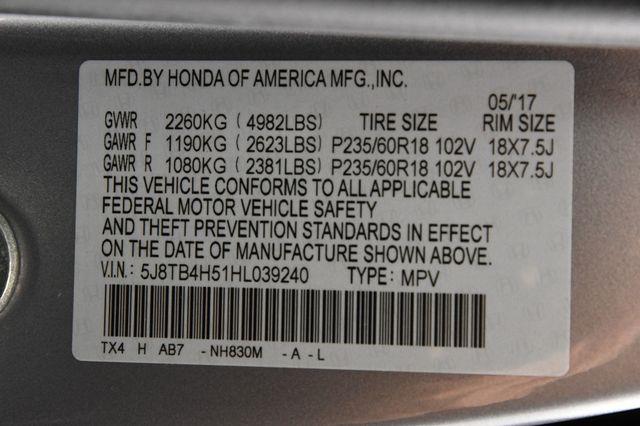 MFD.BY HONDA OF AMERICA MFG.,INC.
05/'17
GVWR 2260KG ( 4982LBS) TIRE SIZE RIM SIZE
GAWR F 1190KG ( 2623LBS) P235/60R18 102V 18X7.5J
GAWR R 1080KG ( 2381LBS) P235/60R18 102V 18X7.5J
THIS VEHICLE CONFORMS TO ALL APPLICABLE
FEDERAL MOTOR VEHICLE SAFETY
AND THEFT PREVENTION STANDARDS IN EFFECT
ON THE DATE OF MANUFACTURE SHOWN ABOVE.
V.I.N.: 5J8TB4H51HL039240 TYPE: MPV
TX4 H AB7 -NH830M -A-L